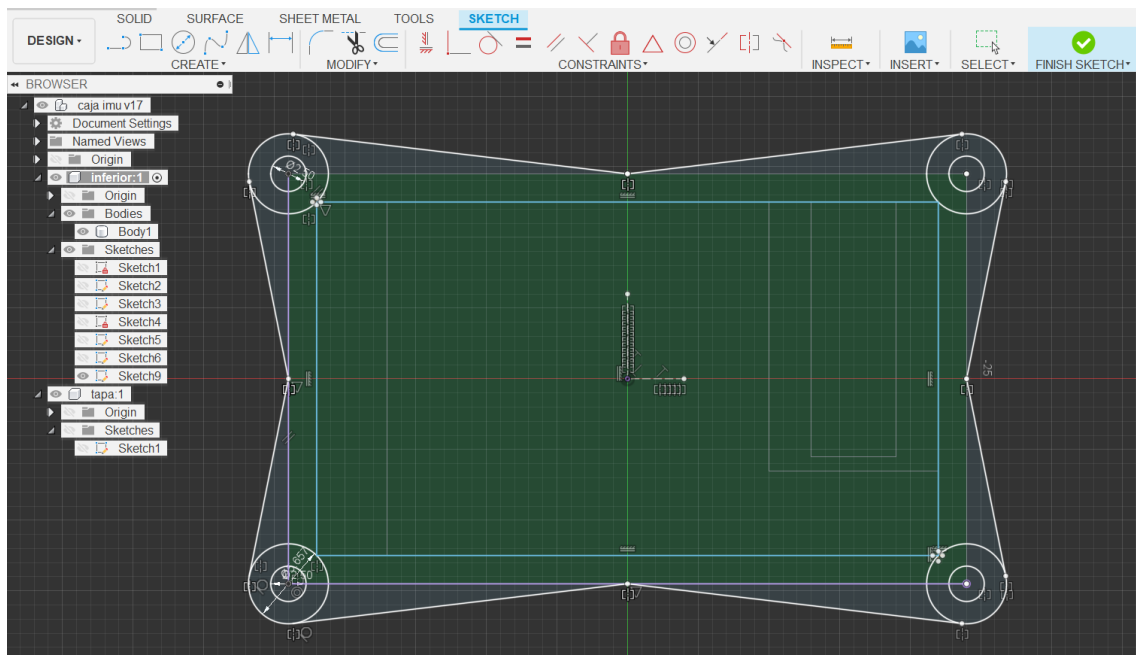 SOLID SURFACE SHEET METAL TOOLS SKETCH
DESIGN
CREATE MODIFY CONSTRAINTS INSPECT INSERT SELECT FINISH SKETCH
BROWSER
caja imu v17
Document Settings
Named Views
Origin
inferior:1
Origin
Bodies
Body1
Sketches
Sketch1
Sketch2
Sketch3
Sketch4
Sketch5
Sketch6
Sketch9
tapa:1
Origin
Sketches
Sketch1
-25